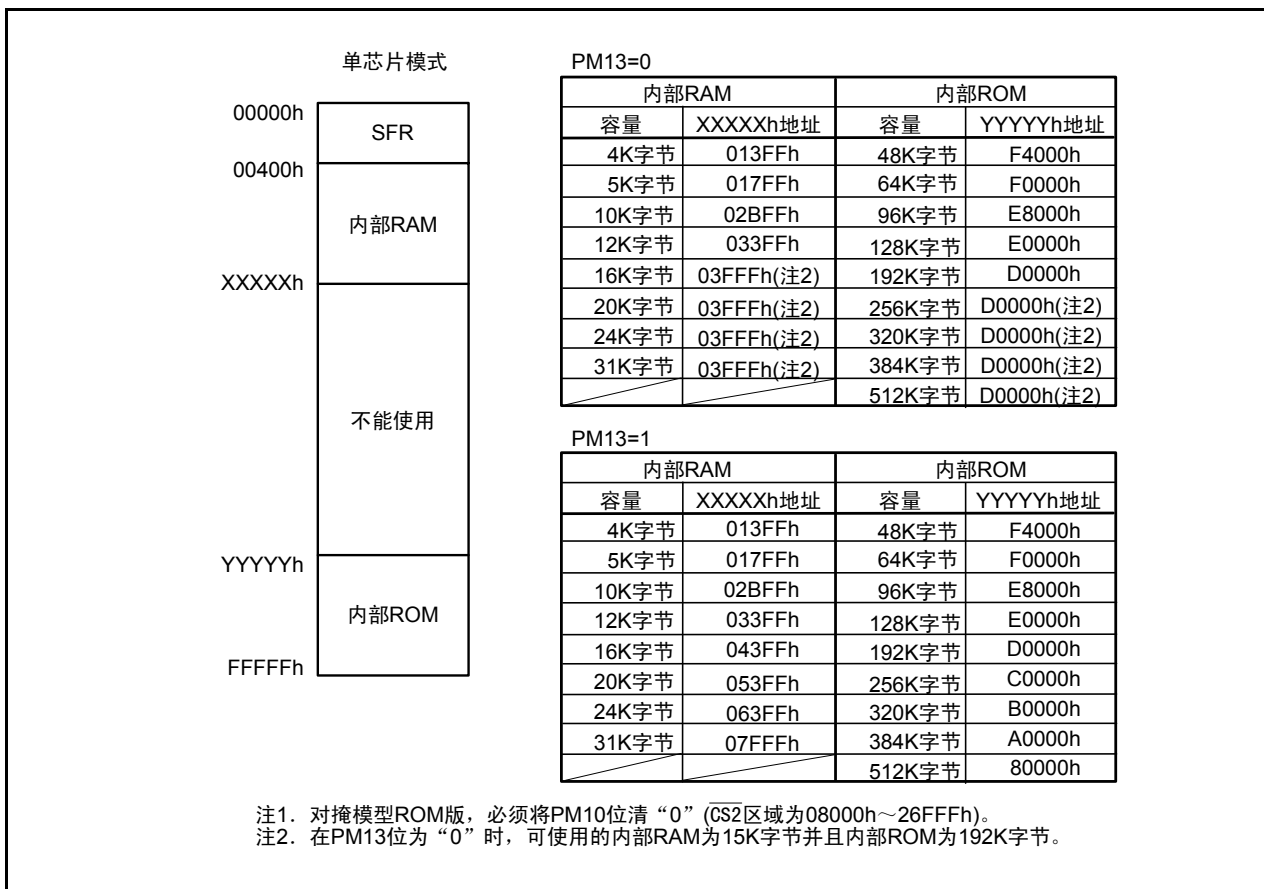 单芯片模式
00000h
SFR
00400h
内部RAM
XXXXXh
不能使用
YYYYYh
内部ROM
FFFFFh
PM13=0
内部RAM 内部ROM
容量 XXXXXh地址 容量 YYYYYh地址
4K字节 013FFh 48K字节 F4000h
5K字节 017FFh 64K字节 F0000h
10K字节 02BFFh 96K字节 E8000h
12K字节 033FFh 128K字节 E0000h
16K字节 03FFFh(注2) 192K字节 D0000h
20K字节 03FFFh(注2) 256K字节 D0000h(注2)
24K字节 03FFFh(注2) 320K字节 D0000h(注2)
31K字节 03FFFh(注2) 384K字节 D0000h(注2)
512K字节 D0000h(注2)
PM13=1
内部RAM 内部ROM
容量 XXXXXh地址 容量 YYYYYh地址
4K字节 013FFh 48K字节 F4000h
5K字节 017FFh 64K字节 F0000h
10K字节 02BFFh 96K字节 E8000h
12K字节 033FFh 128K字节 E0000h
16K字节 043FFh 192K字节 D0000h
20K字节 053FFh 256K字节 C0000h
24K字节 063FFh 320K字节 B0000h
31K字节 07FFFh 384K字节 A0000h
512K字节 80000h
注1. 对掩模型ROM版，必须将PM10位清“0”(CS2区域为08000h～26FFFh)。
注2. 在PM13位为“0”时，可使用的内部RAM为15K字节并且内部ROM为192K字节。